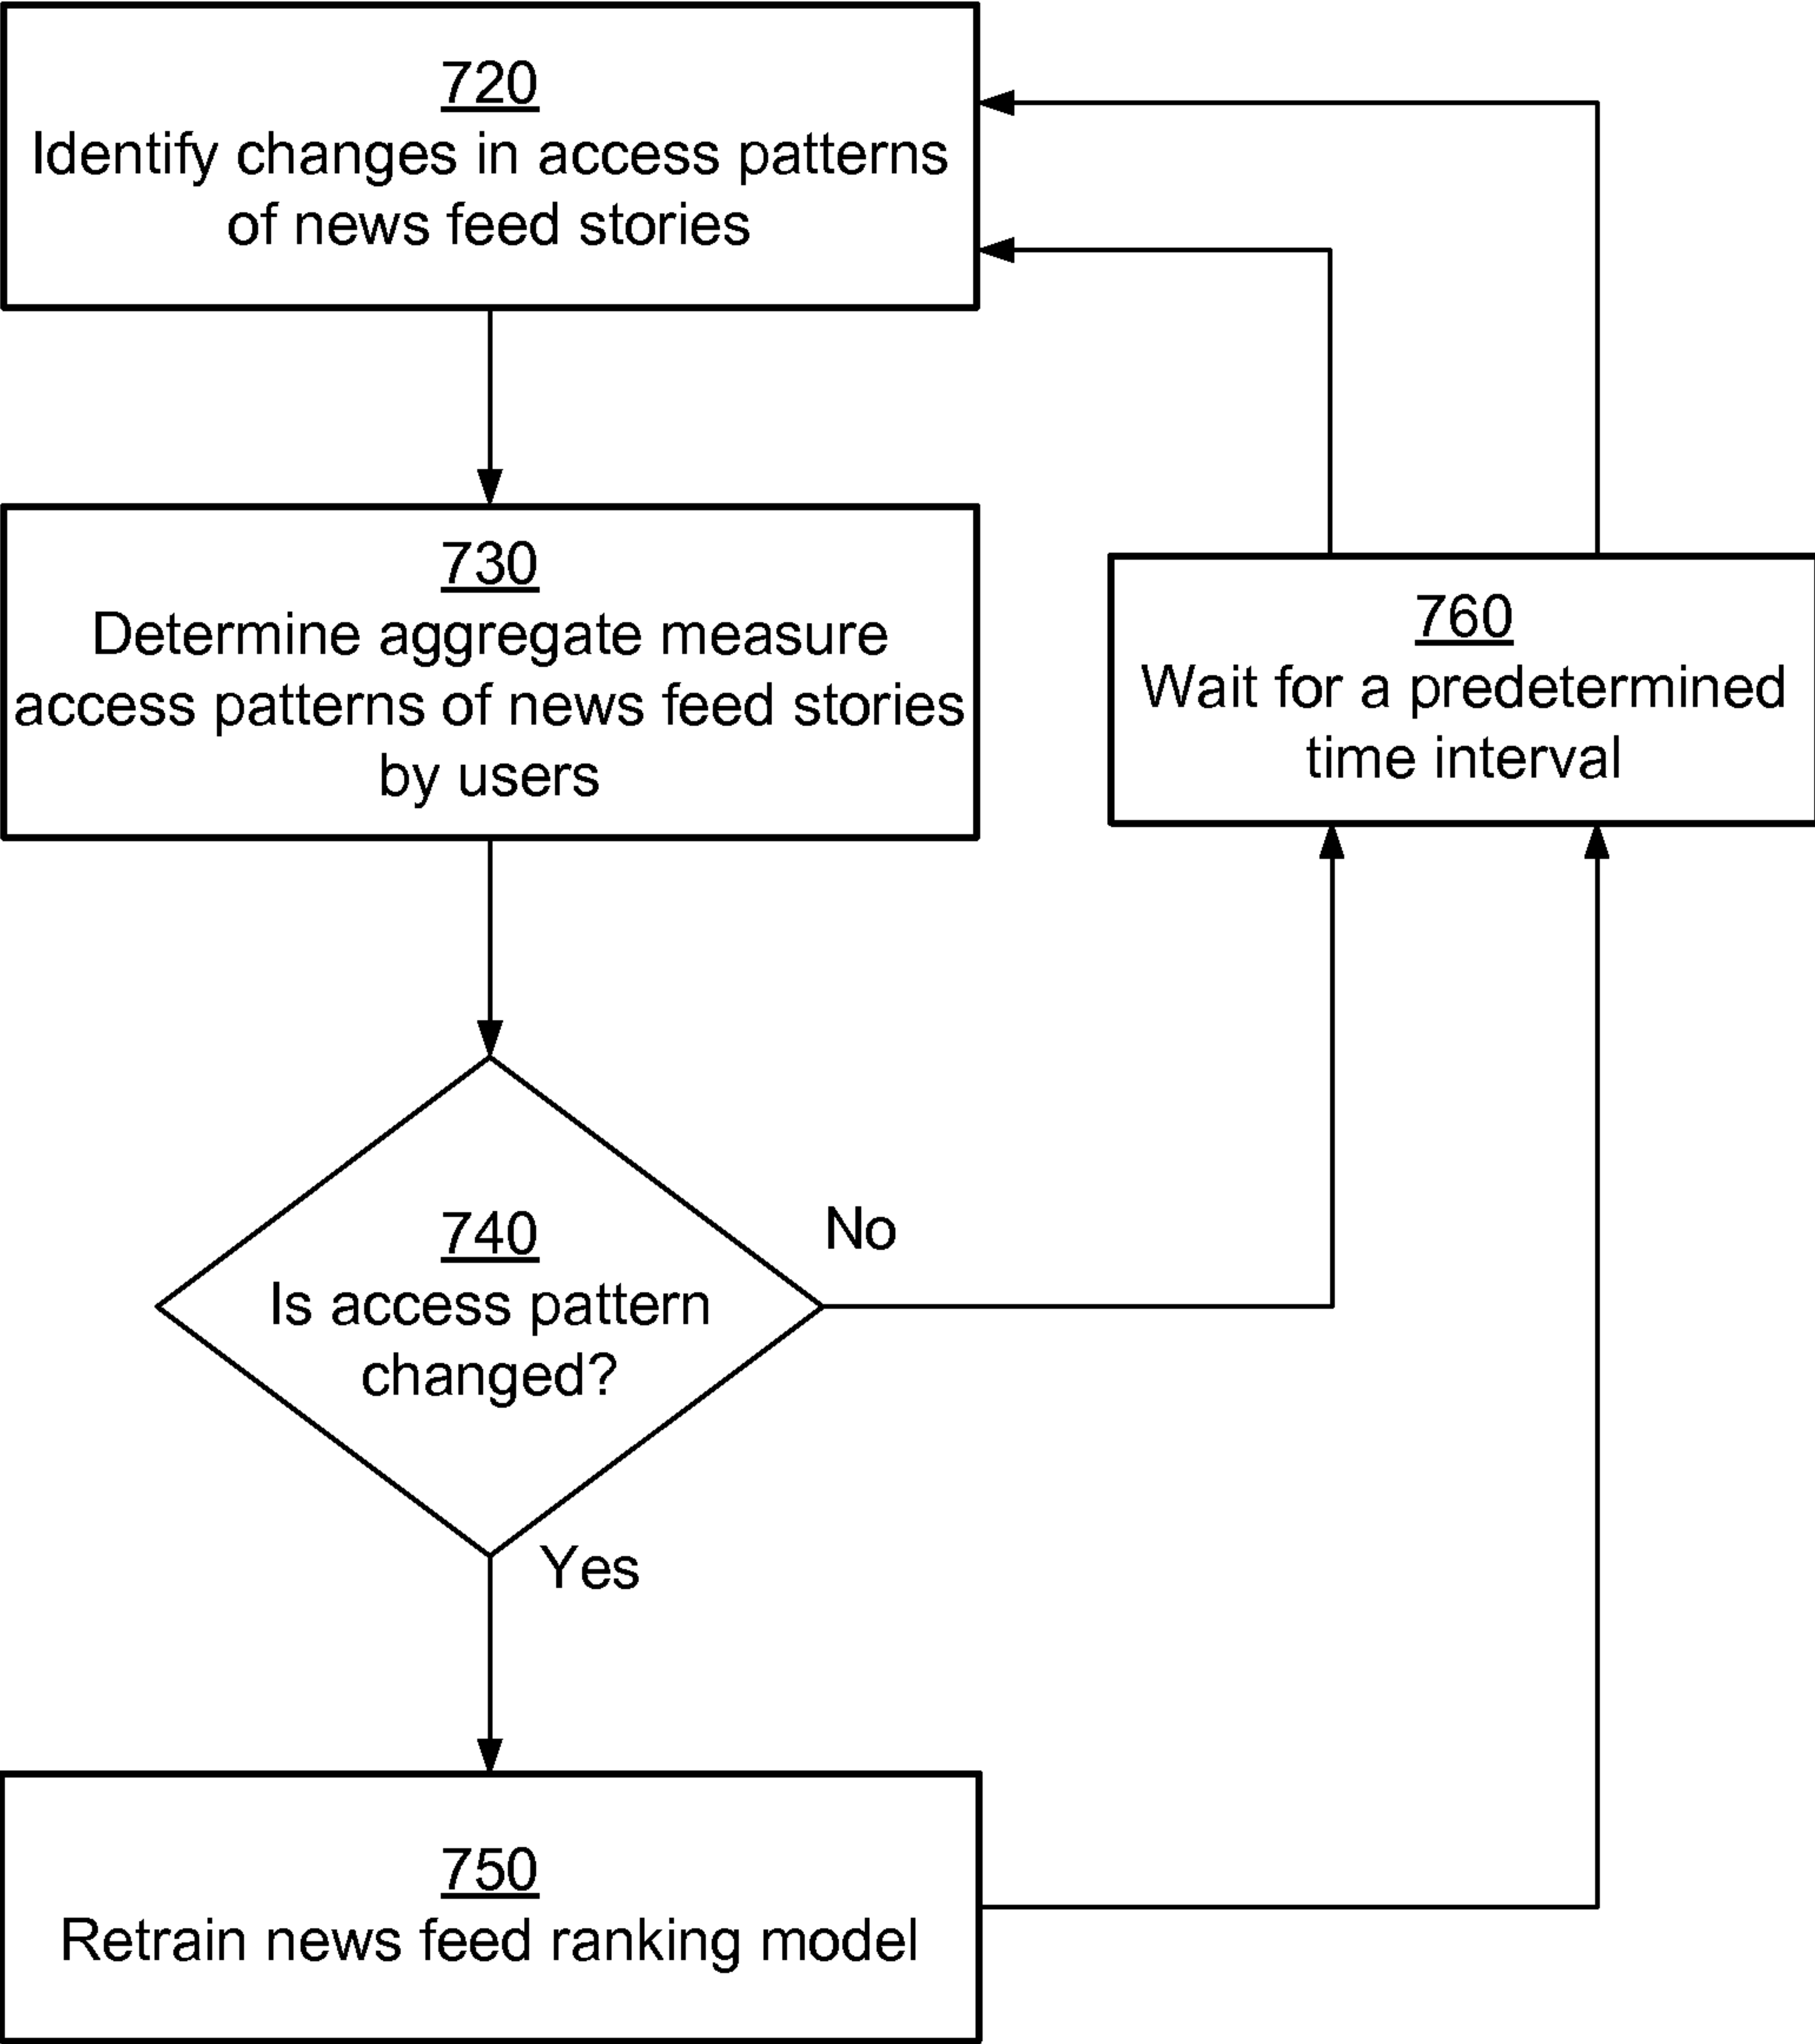 720
Identify changes in access patterns
of news feed stories
730
Determine aggregate measure
access patterns of news feed stories
by users
760
Wait for a predetermined
time interval
740
Is access pattern
changed?
No
Yes
750
Retrain news feed ranking model